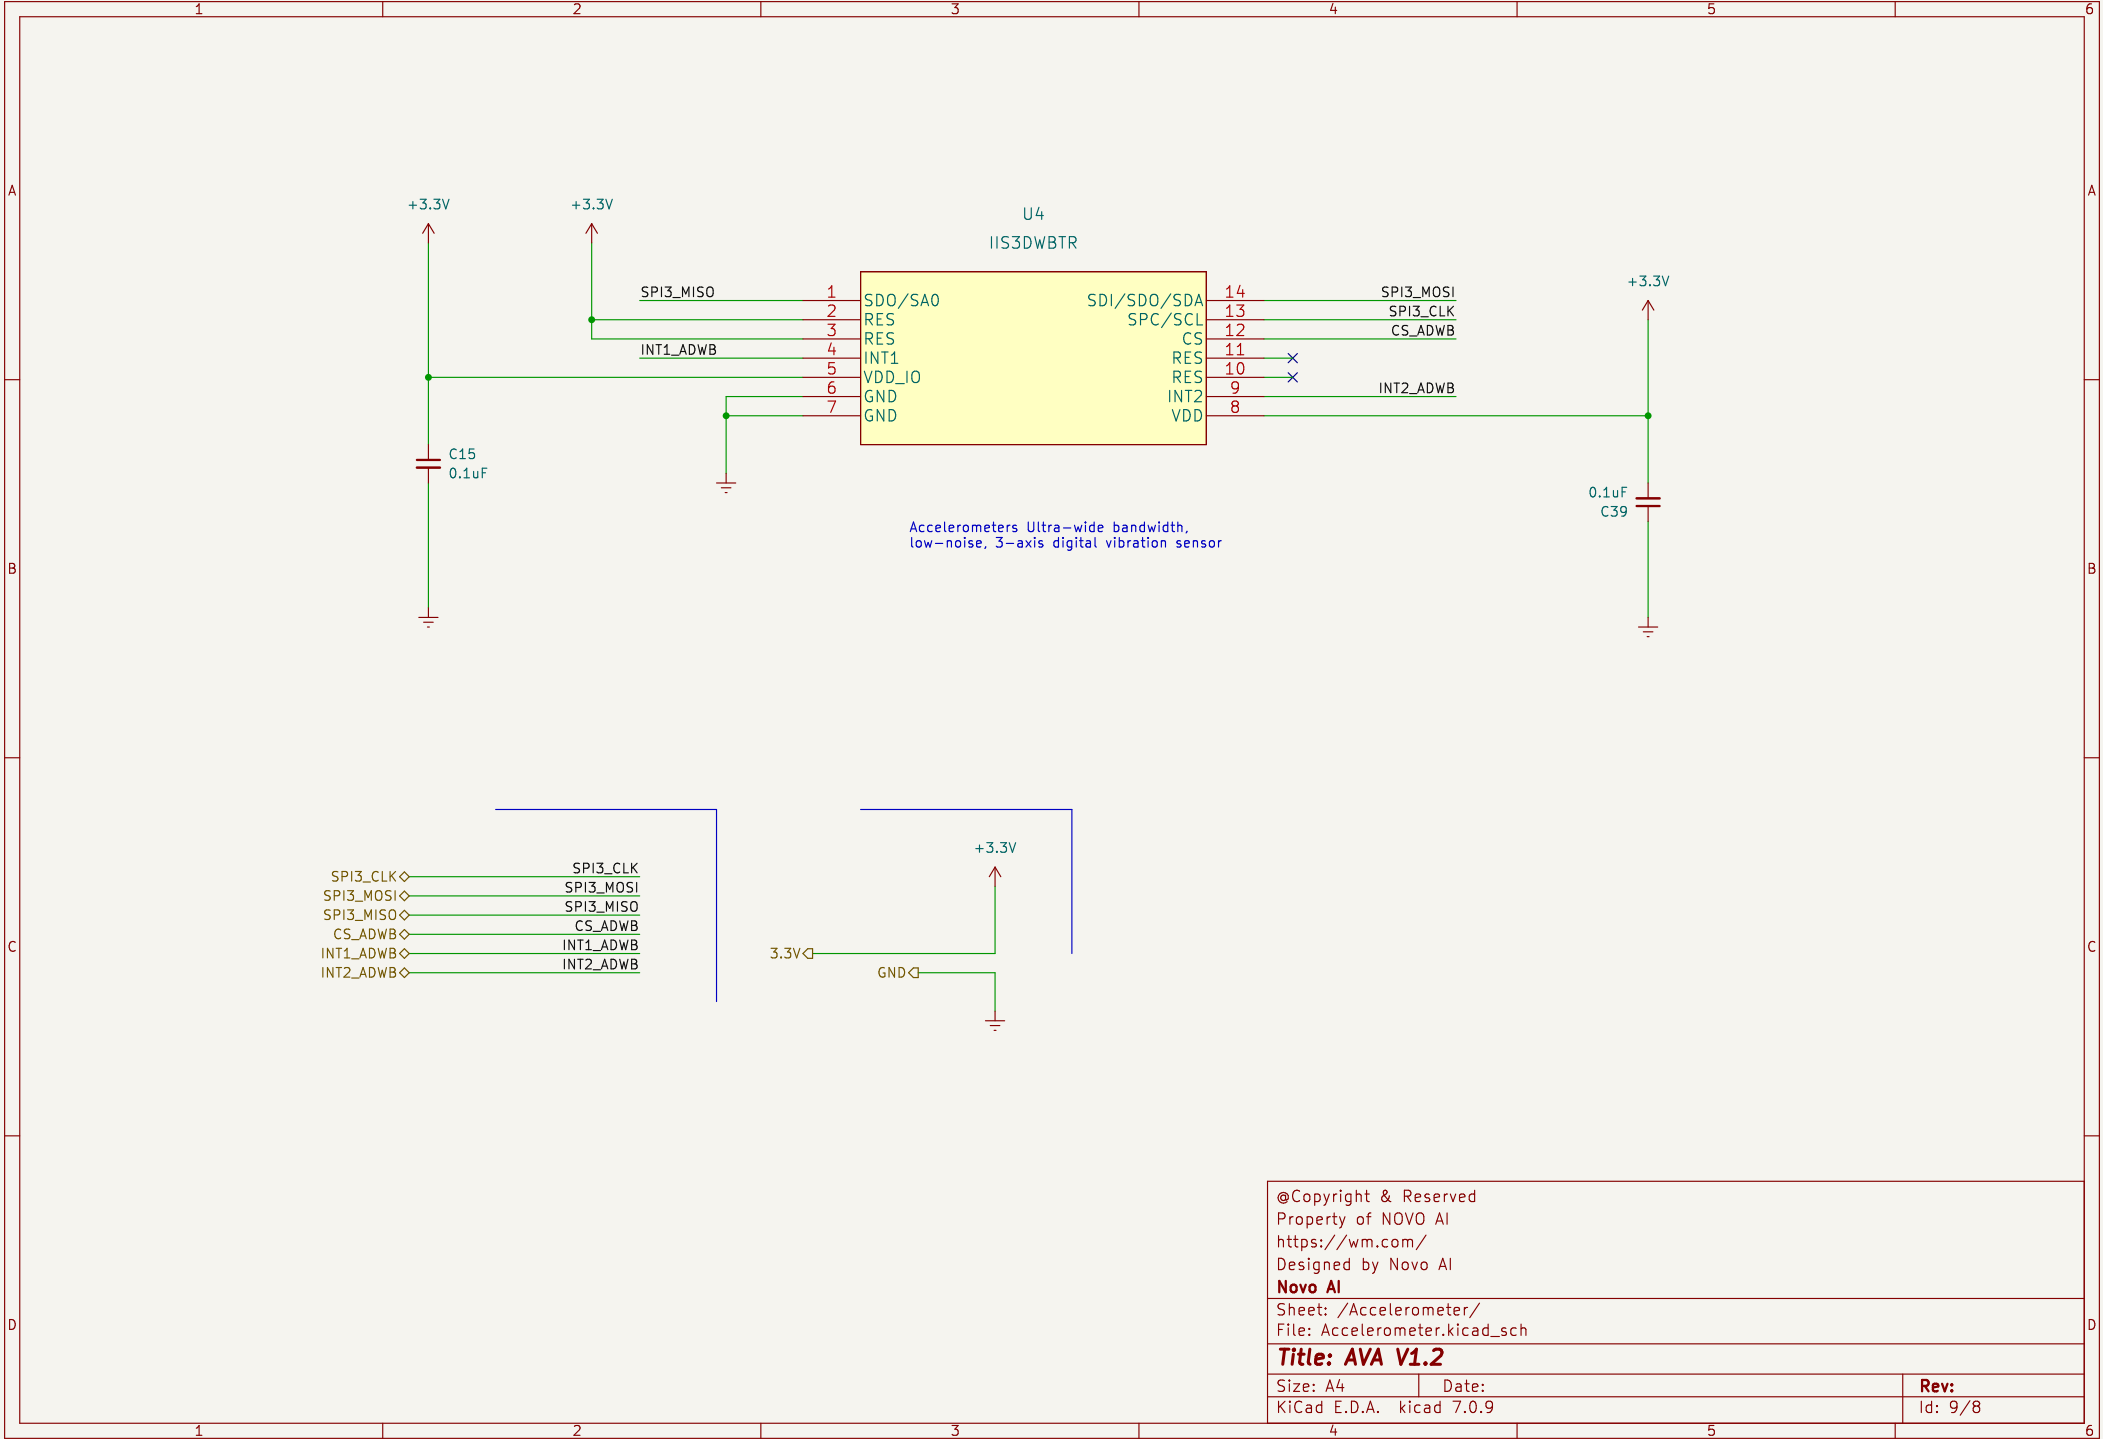 1 2 3 4 5 6
A A
+3.3V +3.3V
U4
IIS3DWBTR
+3.3V
SPI3_MISO 1 SDO/SA0 SDI/SDO/SDA 14 SPI3_MOSI
2 RES SPC/SCL 13 SPI3_CLK
3 RES CS 12 CS_ADWB
INT1_ADWB 4 INT1 RES 11
5 VDD_IO RES 10
6 GND INT2 9 INT2_ADWB
7 GND VDD 8
C15
0.1uF
0.1uF
C39
Accelerometers Ultra-wide bandwidth,
low-noise, 3-axis digital vibration sensor
B B
+3.3V
SPI3_CLK SPI3_CLK
SPI3_MOSI SPI3_MOSI
SPI3_MISO SPI3_MISO
CS_ADWB CS_ADWB
INT1_ADWB INT1_ADWB
INT2_ADWB INT2_ADWB
3.3V
GND
C C
@Copyright & Reserved
Property of NOVO AI
https://wm.com/
Designed by Novo AI
Novo AI
Sheet: /Accelerometer/
File: Accelerometer.kicad_sch
D D
Title: AVA V1.2
Size: A4 Date: Rev:
KiCad E.D.A. kicad 7.0.9 Id: 9/8
1 2 3 4 5 6